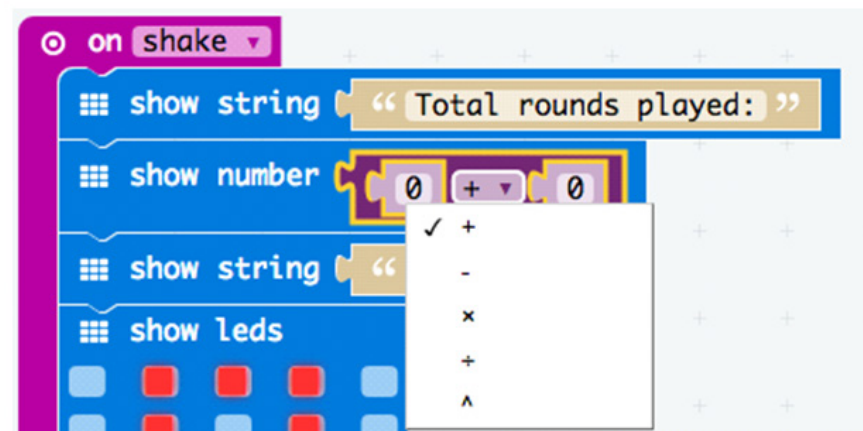 on shake
show string “ Total rounds played: ”
show number 0 + 0
✓ +
-
show string “
×
show leds
÷
^